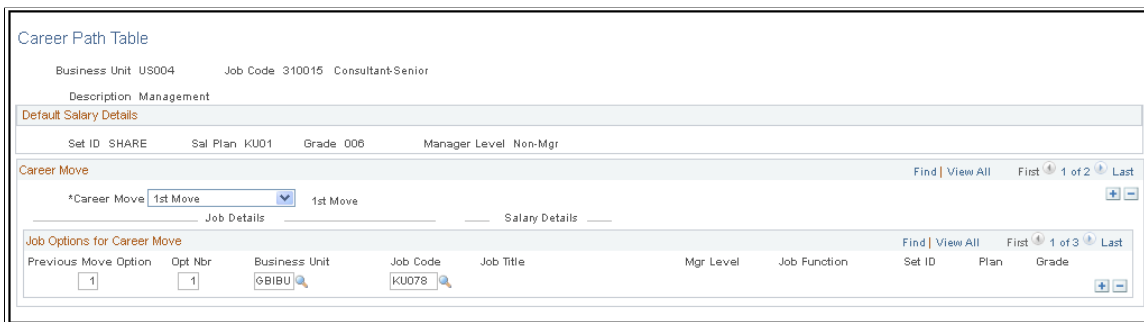 Career Path Table
Business Unit US004 Job Code 310015 Consultant-Senior
Description Management
Default Salary Details
Set ID SHARE Sal Plan KU01 Grade 006 Manager Level Non-Mgr
Career Move Find | View All First 1 of 2 Last
*Career Move 1st Move 1st Move
Job Details Salary Details
Job Options for Career Move Find | View All First 1 of 3 Last
Previous Move Option Opt Nbr Business Unit Job Code Job Title Mgr Level Job Function Set ID Plan Grade
1 1 GBIBU KU078